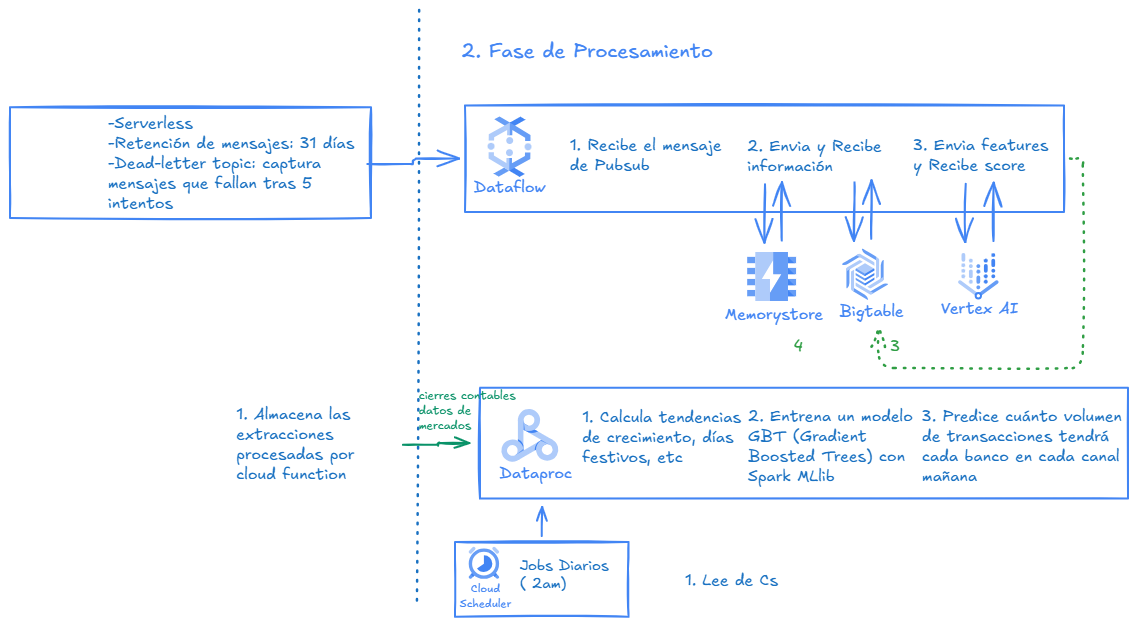 2. Fase de Procesamiento
-Serverless
-Retención de mensajes: 31 días
-Dead-letter topic: captura
mensajes que fallan tras 5
intentos
Dataflow
1. Recibe el mensaje
de Pubsub
2. Envia y Recibe
información
3. Envia features
y Recibe score
Memorystore
Bigtable
Vertex AI
4
3
1. Almacena las
extracciones
procesadas por
cloud function
cierres contables
datos de
mercados
Dataproc
1. Calcula tendencias
de crecimiento, días
festivos, etc
2. Entrena un modelo
GBT (Gradient
Boosted Trees) con
Spark MLlib
3. Predice cuánto volumen
de transacciones tendrá
cada banco en cada canal
mañana
Cloud
Scheduler
Jobs Diarios
( 2am)
1. Lee de Cs